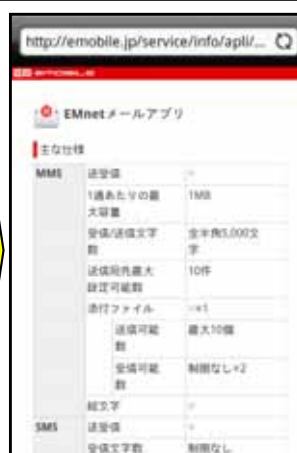 http://emobile.jp/service/info/apli/...
EMnetメールアプリ
主な仕様
MMS 送受信
1通あたりの最大容量 1MB
受信/送信文字数 全半角5,000文字
送信宛先最大設定可能数 10件
添付ファイル
送信可能数 最大10個
受信可能数 制限なし
絵文字
SMS 送受信
受信文字数 制限なし